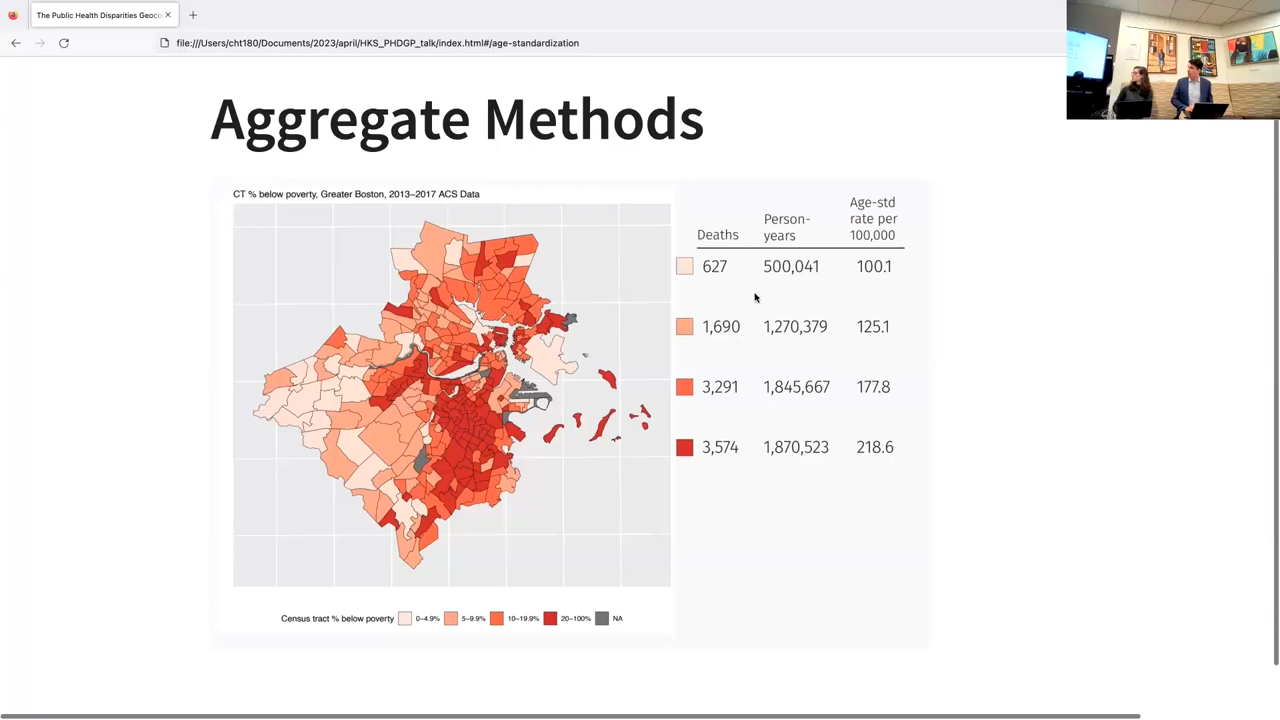 The Public Health Disparities Geoco
file:///Users/cht180/Documents/2023/april/HKS_PHDGP_talk/index.html#/age-standardization
Aggregate Methods
CT % below poverty, Greater Boston, 2013–2017 ACS Data
Census tract % below poverty 0–4.9% 5–9.9% 10–19.9% 20–100% NA
Deaths Person-years Age-std rate per 100,000
627 500,041 100.1
1,690 1,270,379 125.1
3,291 1,845,667 177.8
3,574 1,870,523 218.6